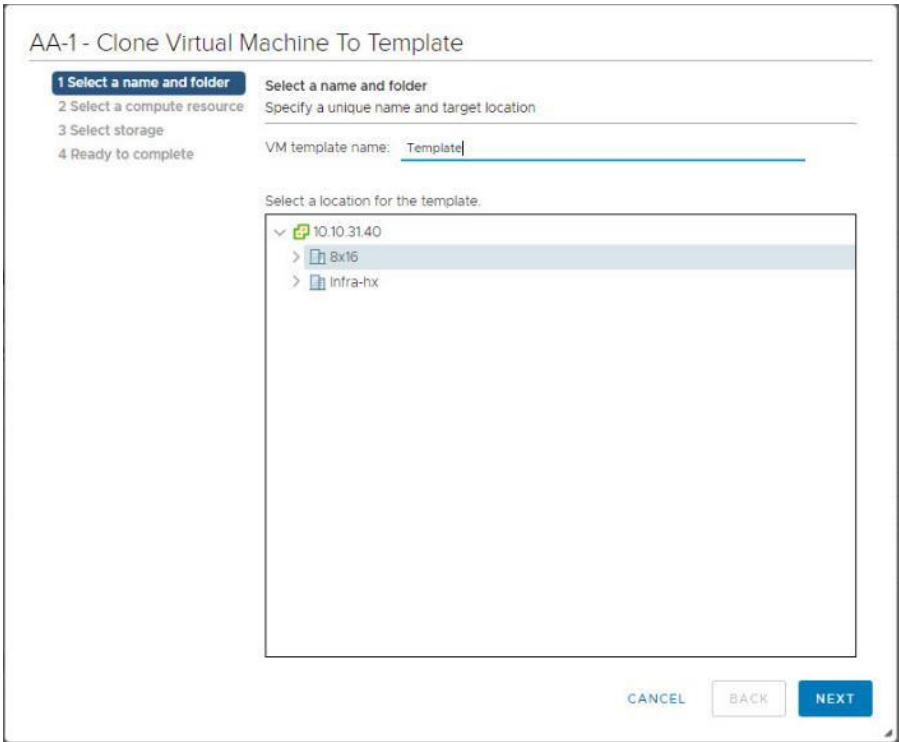 AA-1 - Clone Virtual Machine To Template
1 Select a name and folder
2 Select a compute resource
3 Select storage
4 Ready to complete
Select a name and folder
Specify a unique name and target location
VM template name: Template
Select a location for the template.
10.10.31.40
8x16
Infra-hx
CANCEL
BACK
NEXT